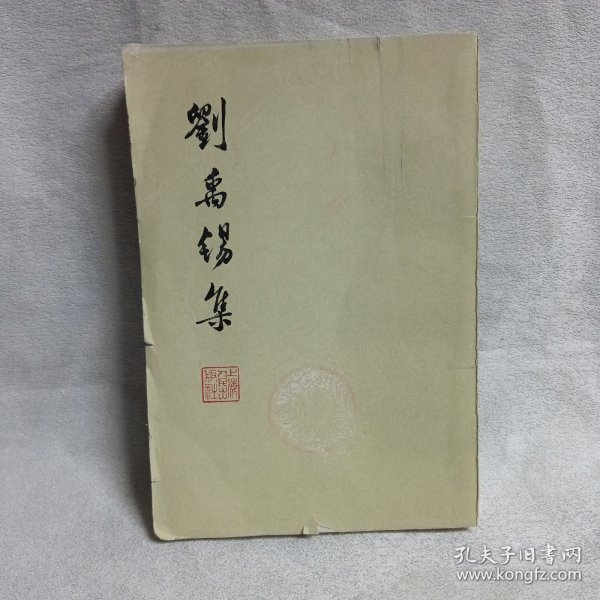 劉禹錫集
上海
人民出
版社
孔夫子旧书网
www.kongfz.com